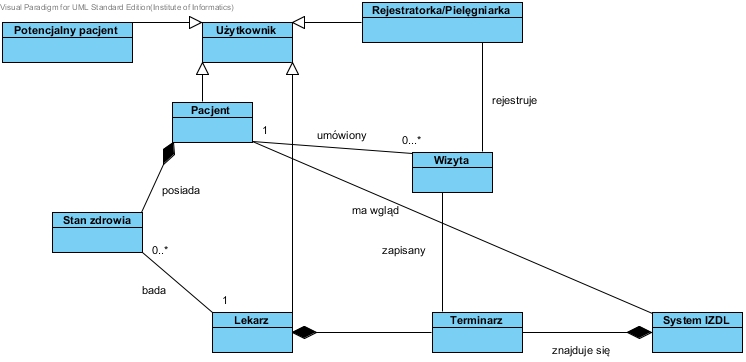 Visual Paradigm for UML Standard Edition(Institute of Informatics)
Potencjalny pacjent
Użytkownik
Rejestratorka/Pielęgniarka
rejestruje
Pacjent
1
umówiony
0...*
Wizyta
posiada
ma wgląd
Stan zdrowia
0..*
zapisany
bada
1
Lekarz
Terminarz
System IZDL
znajduje się